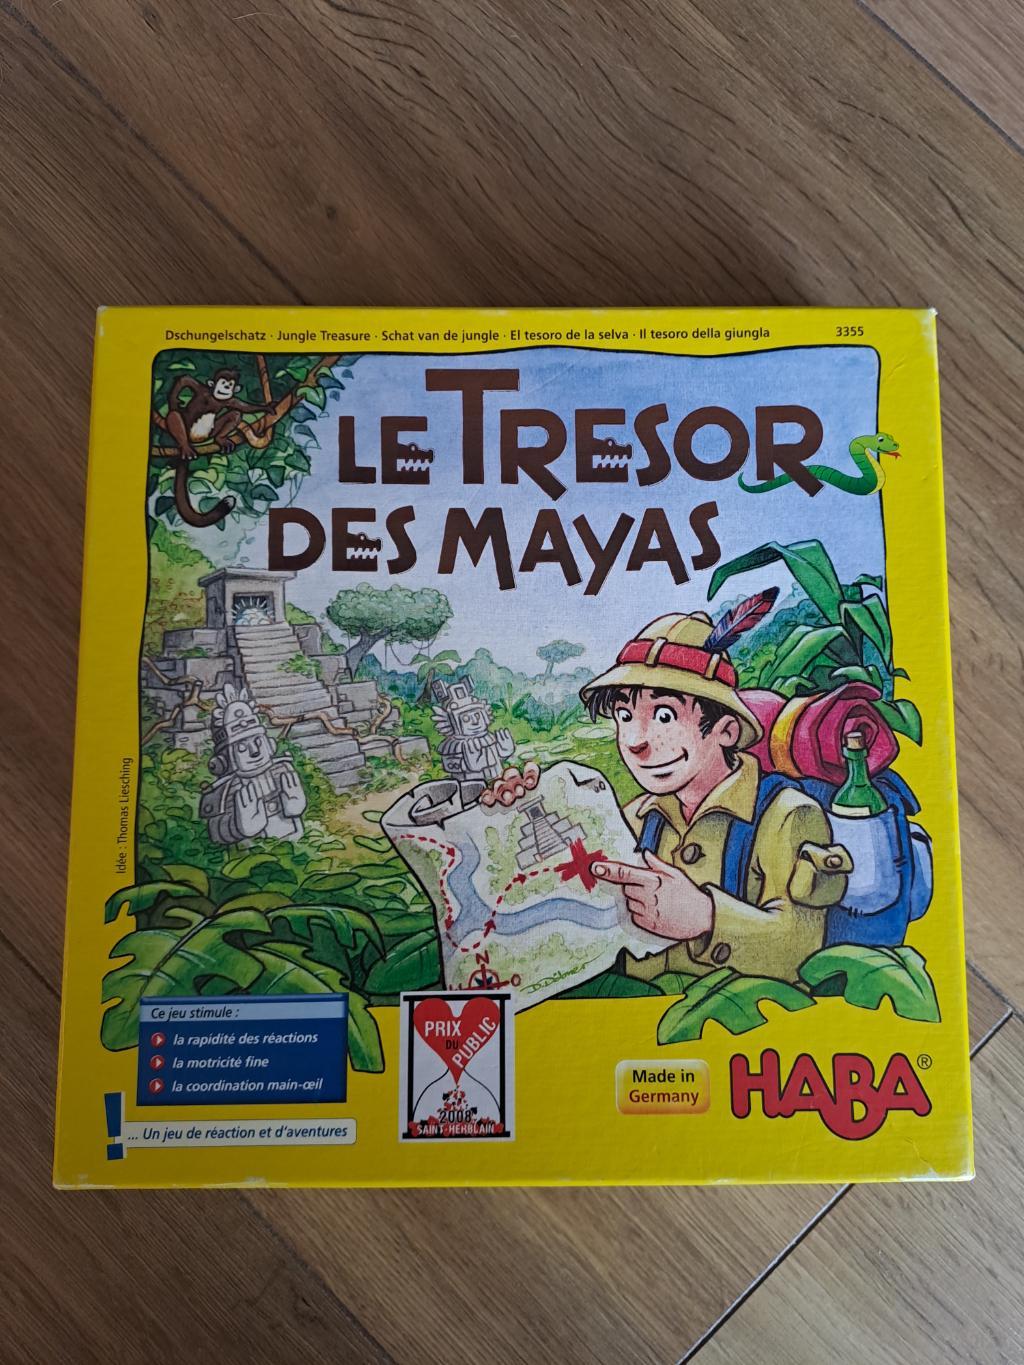 Dschungelschatz · Jungle Treasure · Schat van de jungle · El tesoro de la selva · Il tesoro della giungla
3355
LE TRESOR
DES MAYAS
Idée : Thomas Liesching
N
O
D.Döbner
Ce jeu stimule :
la rapidité des réactions
la motricité fine
la coordination main-œil
... Un jeu de réaction et d'aventures
PRIX
DU
PUBLIC
2008
SAINT-HERBLAIN
Made in
Germany
HABA®